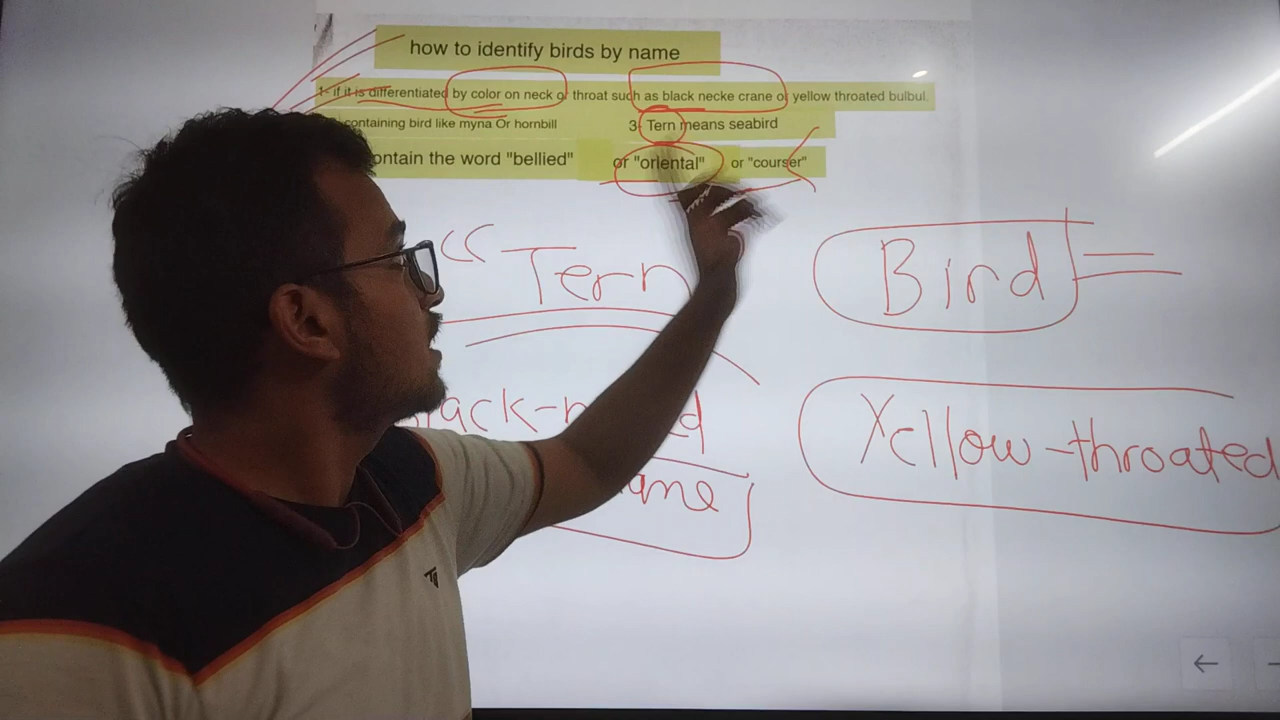 how to identify birds by name
1- if it is differentiated by color on neck or throat such as black necke crane or yellow throated bulbul.
containing bird like myna Or hornbill 3- Tern means seabird
ontain the word "bellied" or "oriental" or "courser"
"Tern Bird =
ack-n d Yellow-throated
ane